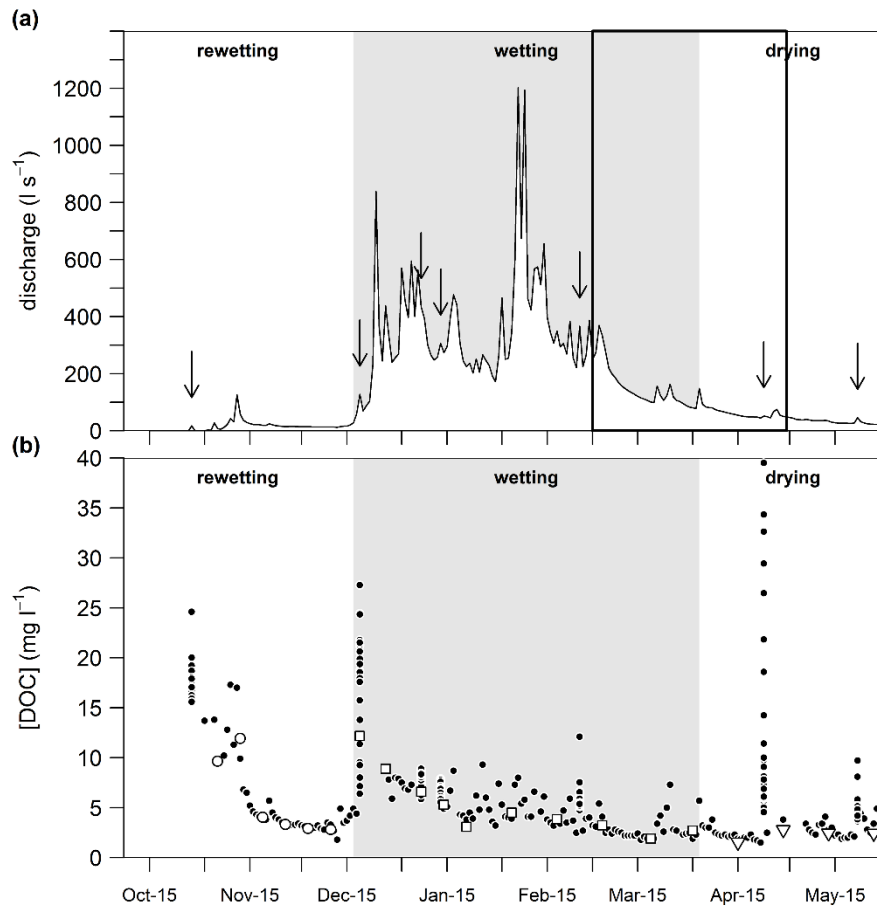 (a)
rewetting wetting drying
1200
1000
800
600
400
200
0
discharge (l s⁻¹)
(b)
rewetting wetting drying
40
35
30
25
20
15
10
5
0
[DOC] (mg l⁻¹)
Oct-15 Nov-15 Dec-15 Jan-15 Feb-15 Mar-15 Apr-15 May-15